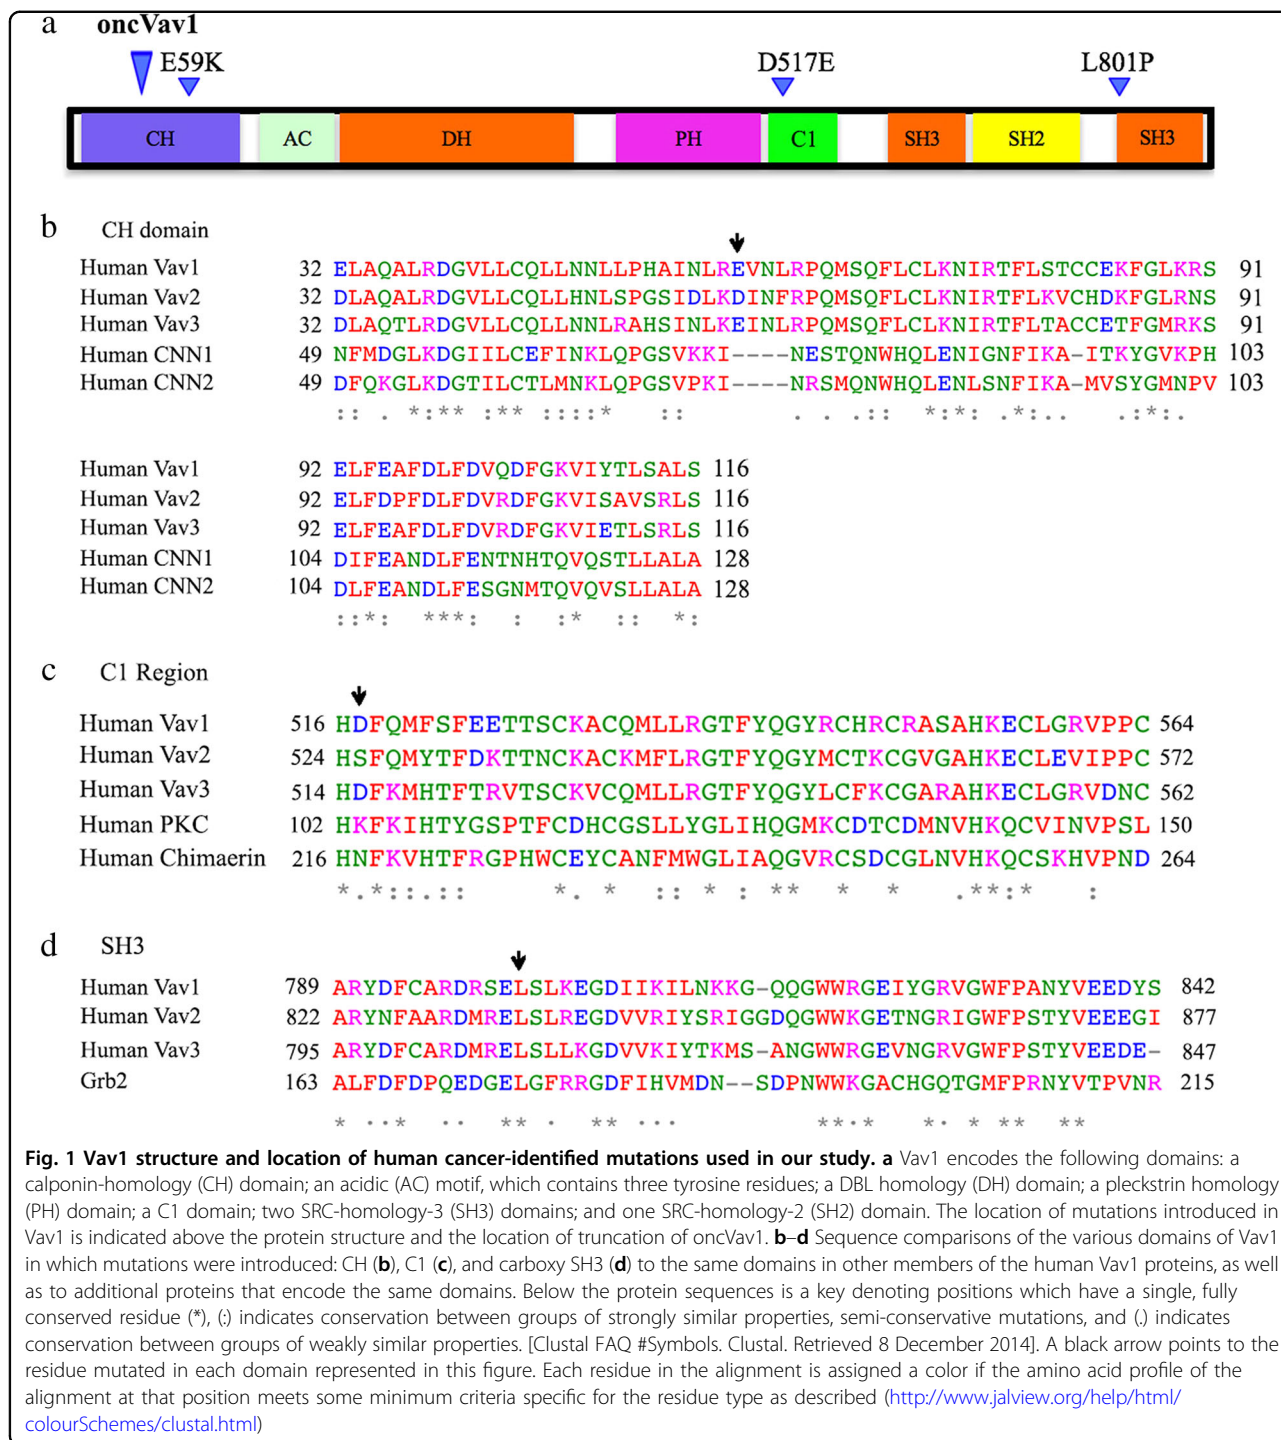 a oncVav1
E59K D517E L801P
CH AC DH PH C1 SH3 SH2 SH3
b CH domain
Human Vav1 32 ELAQALRDGVLLCQLLNNLLPHAINLREVNLRPQMSQFLCLKNIRTFLSTCCEKFGLKRS 91
Human Vav2 32 DLAQALRDGVLLCQLLHNLSPGSIDLKDINFRPQMSQFLCLKNIRTFLKVCHDKFGLRNS 91
Human Vav3 32 DLAQTLRDGVLLCQLLNNLRAHSINLKEINLRPQMSQFLCLKNIRTFLTACCETFGMRKS 91
Human CNN1 49 NFMDGLKDGIILCEFINKLQPGSVKKI----NESTQNWHQLENIGNFIKA-ITKYGVKPH 103
Human CNN2 49 DFQKGLKDGTILCTLMNKLQPGSVPKI----NRSMQNWHQLENLSNFIKA-MVSYGMNPV 103
:: . *:** :** ::::* :: . . .:: *:*: .*:.. .:*:.
Human Vav1 92 ELFEAFDLFDVQDFGKVIYTLSALS 116
Human Vav2 92 ELFDPFDLFDVRDFGKVISAVSRLS 116
Human Vav3 92 ELFEAFDLFDVRDFGKVIETLSRLS 116
Human CNN1 104 DIFEANDLFENTNHTQVQSTLLALA 128
Human CNN2 104 DLFEANDLFESGNMTQVQVSLLALA 128
::*: ***: : :* :: *:
c C1 Region
Human Vav1 516 HDFQMFSFEETTSCKACQMLLRGTFYQGYRCHRCRASAHKECLGRVPPC 564
Human Vav2 524 HSFQMYTFDKTTNCKACKMFLRGTFYQGYMCTKCGVGAHKECLEVIPPC 572
Human Vav3 514 HDFKMHTFTRVTSCKVCQMLLRGTFYQGYLCFKCGARAHKECLGRVDNC 562
Human PKC 102 HKFKIHTYGSPTFCDHCGSLLYGLIHQGMKCDTCDMNVHKQCVINVPSL 150
Human Chimaerin 216 HNFKVHTFRGPHWCEYCANFMWGLIAQGVRCSDCGLNVHKQCSKHVPND 264
*.*::.:: *. * :: * : ** * * .**:* :
d SH3
Human Vav1 789 ARYDFCARDRSELSLKEGDIIKILNKKG-QQGWWRGEIYGRVGWFPANYVEEDYS 842
Human Vav2 822 ARYNFAARDMRELSLREGDVVRIYSRIGGDQGWWKGETNGRIGWFPSTYVEEEGI 877
Human Vav3 795 ARYDFCARDMRELSLLKGDVVKIYTKMS-ANGWWRGEVNGRVGWFPSTYVEEDE- 847
Grb2 163 ALFDFDPQEDGELGFRRGDFIHVMDN--SDPNWWKGACHGQTGMFPRNYVTPVNR 215
* ··* ·· ** · ** ··· **·* *· * ** **
Fig. 1 Vav1 structure and location of human cancer-identified mutations used in our study. a Vav1 encodes the following domains: a
calponin-homology (CH) domain; an acidic (AC) motif, which contains three tyrosine residues; a DBL homology (DH) domain; a pleckstrin homology
(PH) domain; a C1 domain; two SRC-homology-3 (SH3) domains; and one SRC-homology-2 (SH2) domain. The location of mutations introduced in
Vav1 is indicated above the protein structure and the location of truncation of oncVav1. b–d Sequence comparisons of the various domains of Vav1
in which mutations were introduced: CH (b), C1 (c), and carboxy SH3 (d) to the same domains in other members of the human Vav1 proteins, as well
as to additional proteins that encode the same domains. Below the protein sequences is a key denoting positions which have a single, fully
conserved residue (*), (:) indicates conservation between groups of strongly similar properties, semi-conservative mutations, and (.) indicates
conservation between groups of weakly similar properties. [Clustal FAQ #Symbols. Clustal. Retrieved 8 December 2014]. A black arrow points to the
residue mutated in each domain represented in this figure. Each residue in the alignment is assigned a color if the amino acid profile of the
alignment at that position meets some minimum criteria specific for the residue type as described (http://www.jalview.org/help/html/
colourSchemes/clustal.html)